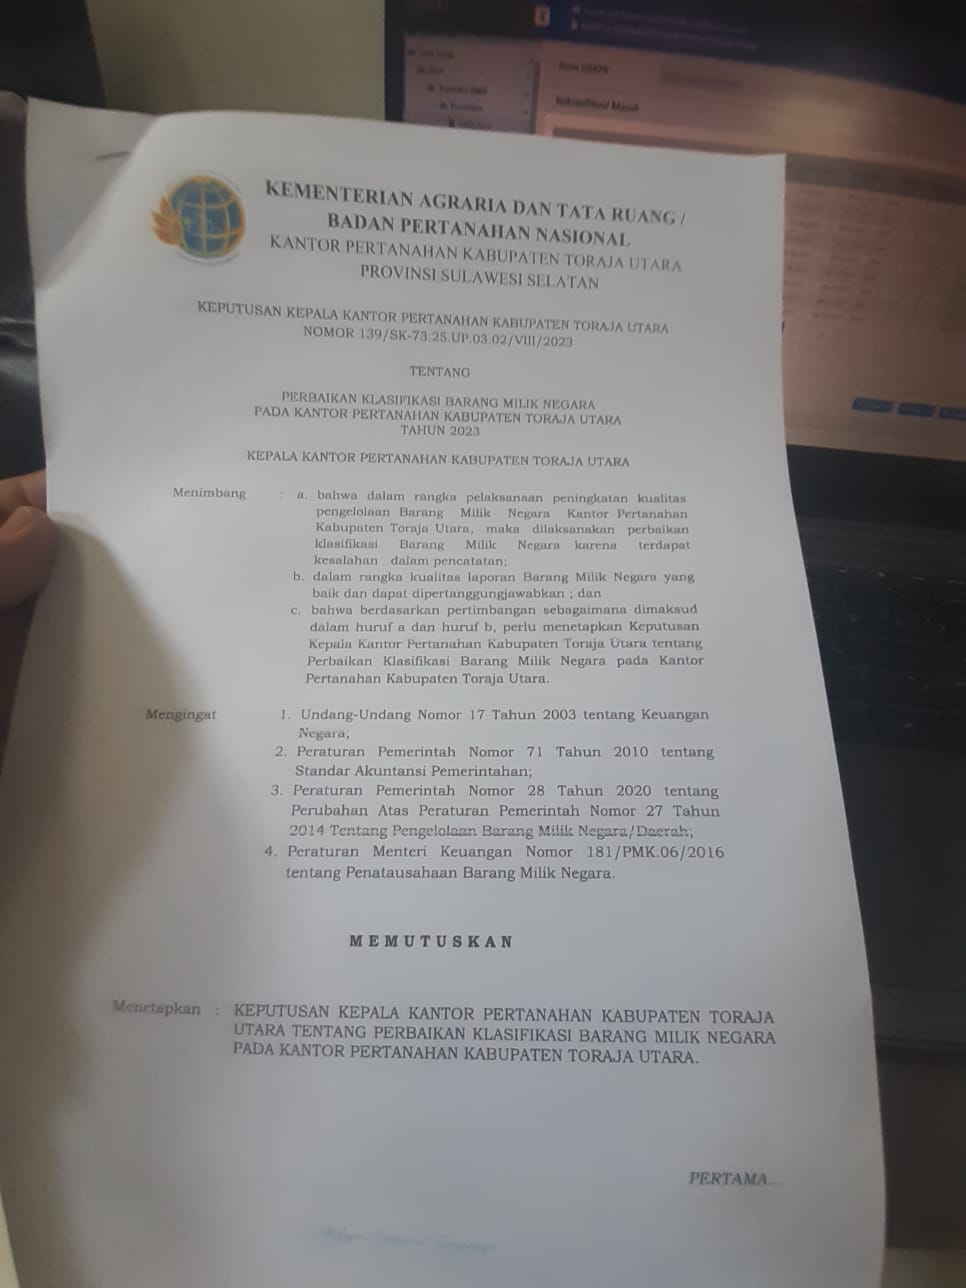 KEMENTERIAN AGRARIA DAN TATA RUANG /
BADAN PERTANAHAN NASIONAL
KANTOR PERTANAHAN KABUPATEN TORAJA UTARA
PROVINSI SULAWESI SELATAN
KEPUTUSAN KEPALA KANTOR PERTANAHAN KABUPATEN TORAJA UTARA
NOMOR 139/SK-73.25.UP.03.02/VIII/2023
TENTANG
PERBAIKAN KLASIFIKASI BARANG MILIK NEGARA
PADA KANTOR PERTANAHAN KABUPATEN TORAJA UTARA
TAHUN 2023
KEPALA KANTOR PERTANAHAN KABUPATEN TORAJA UTARA
Menimbang : a. bahwa dalam rangka pelaksanaan peningkatan kualitas
pengelolaan Barang Milik Negara Kantor Pertanahan
Kabupaten Toraja Utara, maka dilaksanakan perbaikan
klasifikasi Barang Milik Negara karena terdapat
kesalahan dalam pencatatan;
b. dalam rangka kualitas laporan Barang Milik Negara yang
baik dan dapat dipertanggungjawabkan ; dan
c. bahwa berdasarkan pertimbangan sebagaimana dimaksud
dalam huruf a dan huruf b, perlu menetapkan Keputusan
Kepala Kantor Pertanahan Kabupaten Toraja Utara tentang
Perbaikan Klasifikasi Barang Milik Negara pada Kantor
Pertanahan Kabupaten Toraja Utara.
Mengingat 1. Undang-Undang Nomor 17 Tahun 2003 tentang Keuangan
Negara;
2. Peraturan Pemerintah Nomor 71 Tahun 2010 tentang
Standar Akuntansi Pemerintahan;
3. Peraturan Pemerintah Nomor 28 Tahun 2020 tentang
Perubahan Atas Peraturan Pemerintah Nomor 27 Tahun
2014 Tentang Pengelolaan Barang Milik Negara/Daerah;
4. Peraturan Menteri Keuangan Nomor 181/PMK.06/2016
tentang Penatausahaan Barang Milik Negara.
MEMUTUSKAN
Menetapkan : KEPUTUSAN KEPALA KANTOR PERTANAHAN KABUPATEN TORAJA
UTARA TENTANG PERBAIKAN KLASIFIKASI BARANG MILIK NEGARA
PADA KANTOR PERTANAHAN KABUPATEN TORAJA UTARA.
PERTAMA...